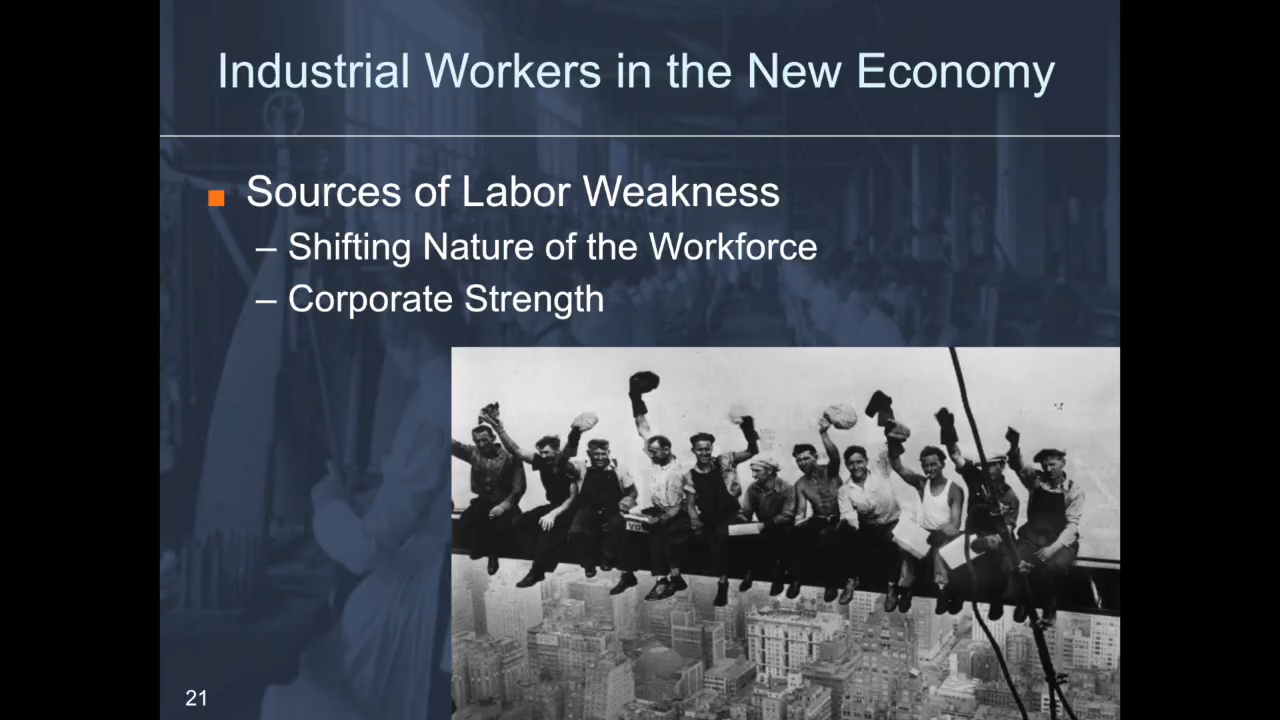 Industrial Workers in the New Economy
Sources of Labor Weakness
– Shifting Nature of the Workforce
– Corporate Strength
21